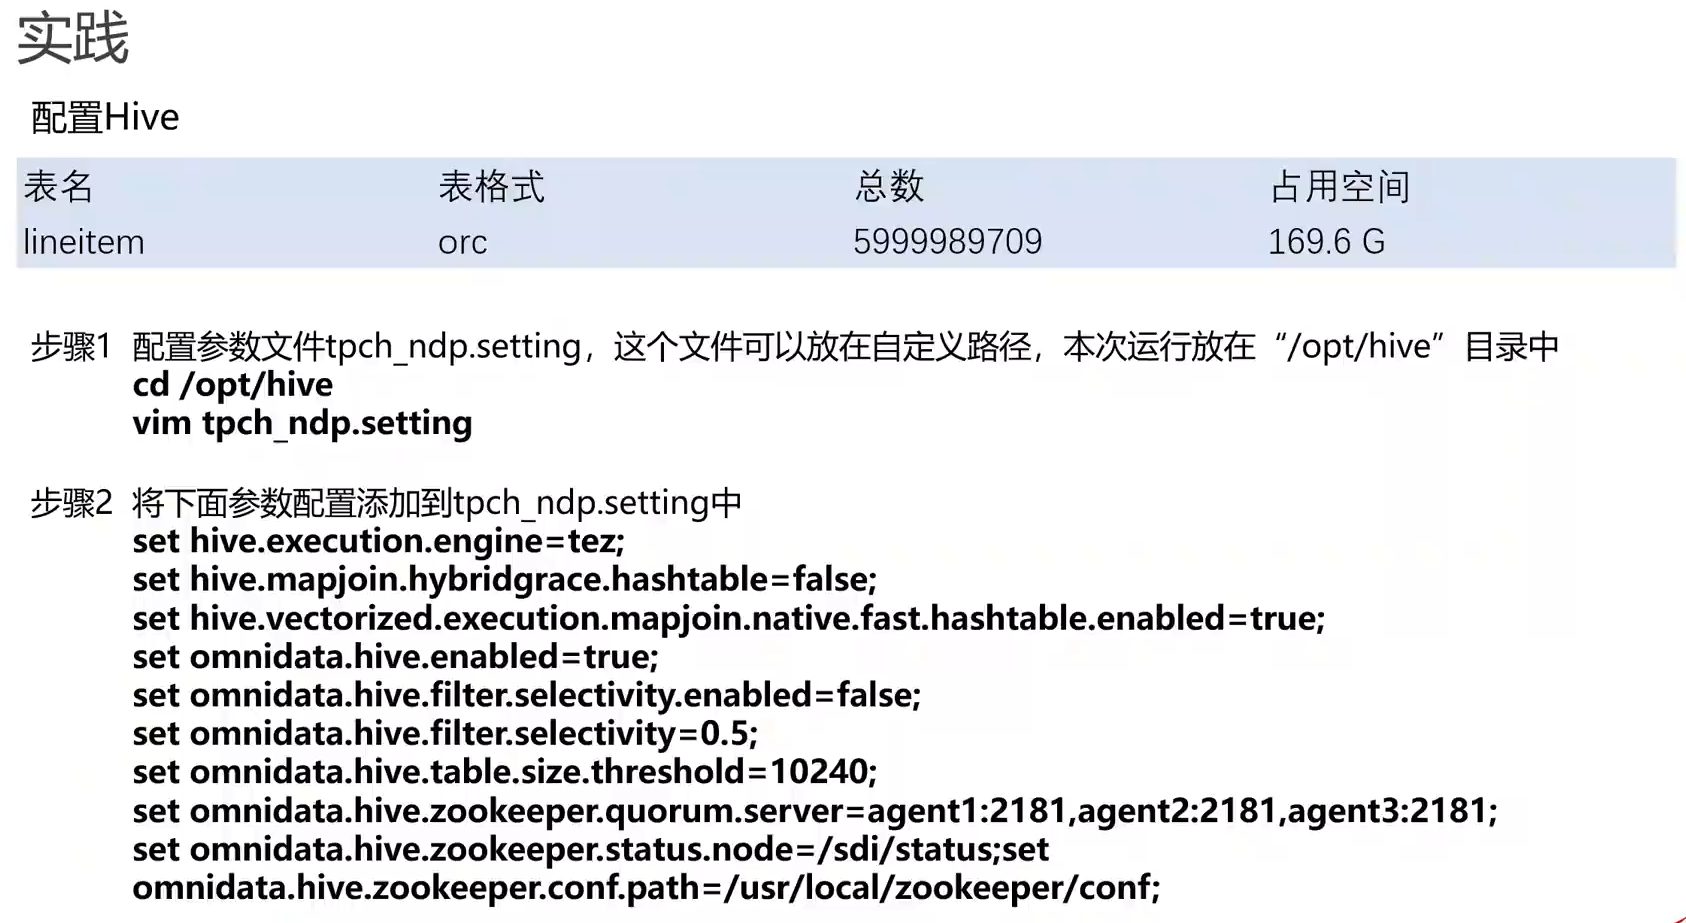 实践
配置Hive
表名 表格式 总数 占用空间
lineitem orc 5999989709 169.6 G
步骤1 配置参数文件tpch_ndp.setting，这个文件可以放在自定义路径，本次运行放在“/opt/hive”目录中
cd /opt/hive
vim tpch_ndp.setting
步骤2 将下面参数配置添加到tpch_ndp.setting中
set hive.execution.engine=tez;
set hive.mapjoin.hybridgrace.hashtable=false;
set hive.vectorized.execution.mapjoin.native.fast.hashtable.enabled=true;
set omnidata.hive.enabled=true;
set omnidata.hive.filter.selectivity.enabled=false;
set omnidata.hive.filter.selectivity=0.5;
set omnidata.hive.table.size.threshold=10240;
set omnidata.hive.zookeeper.quorum.server=agent1:2181,agent2:2181,agent3:2181;
set omnidata.hive.zookeeper.status.node=/sdi/status;set
omnidata.hive.zookeeper.conf.path=/usr/local/zookeeper/conf;